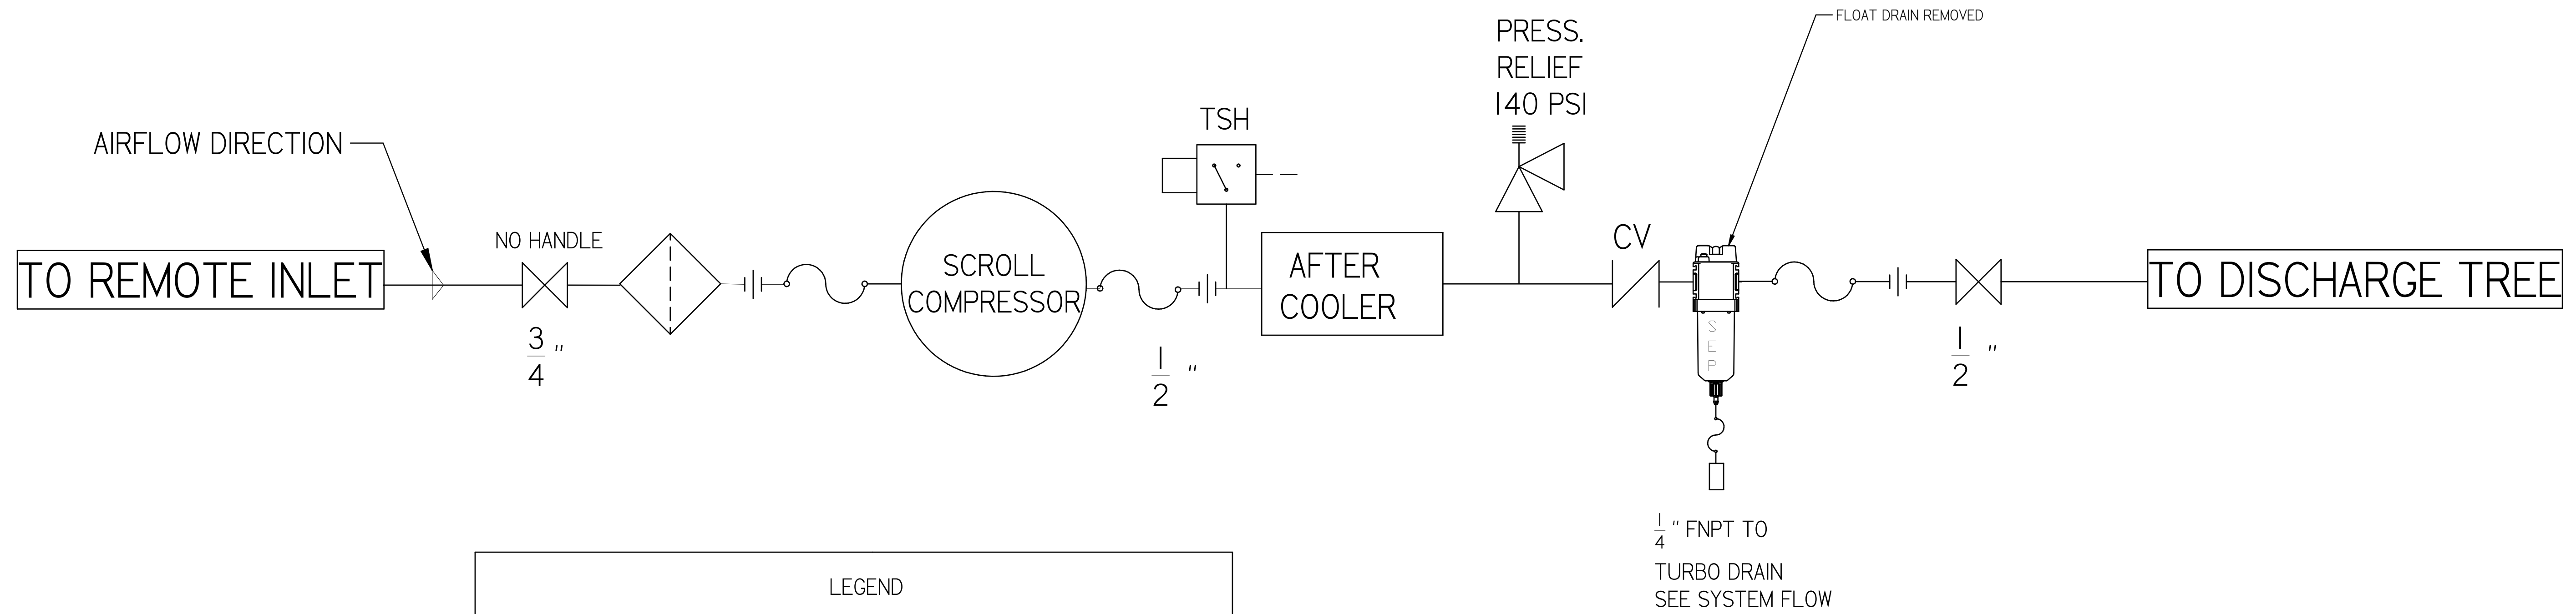 FLOAT DRAIN REMOVED
PRESS.
RELIEF
140 PSI
TSH
AIRFLOW DIRECTION
NO HANDLE
CV
TO REMOTE INLET
SCROLL
COMPRESSOR
AFTER
COOLER
TO DISCHARGE TREE
SEP
3/4 "
1/2 "
1/2 "
1/4 " FNPT TO
TURBO DRAIN
SEE SYSTEM FLOW
LEGEND